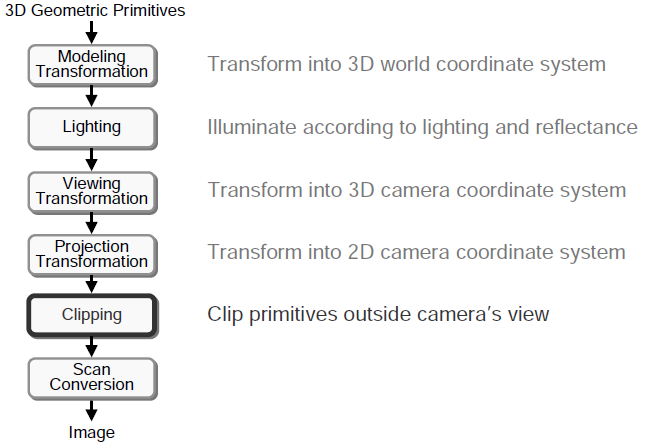 3D Geometric Primitives
Modeling
Transformation
Transform into 3D world coordinate system
Lighting
Illuminate according to lighting and reflectance
Viewing
Transformation
Transform into 3D camera coordinate system
Projection
Transformation
Transform into 2D camera coordinate system
Clipping
Clip primitives outside camera’s view
Scan
Conversion
Image